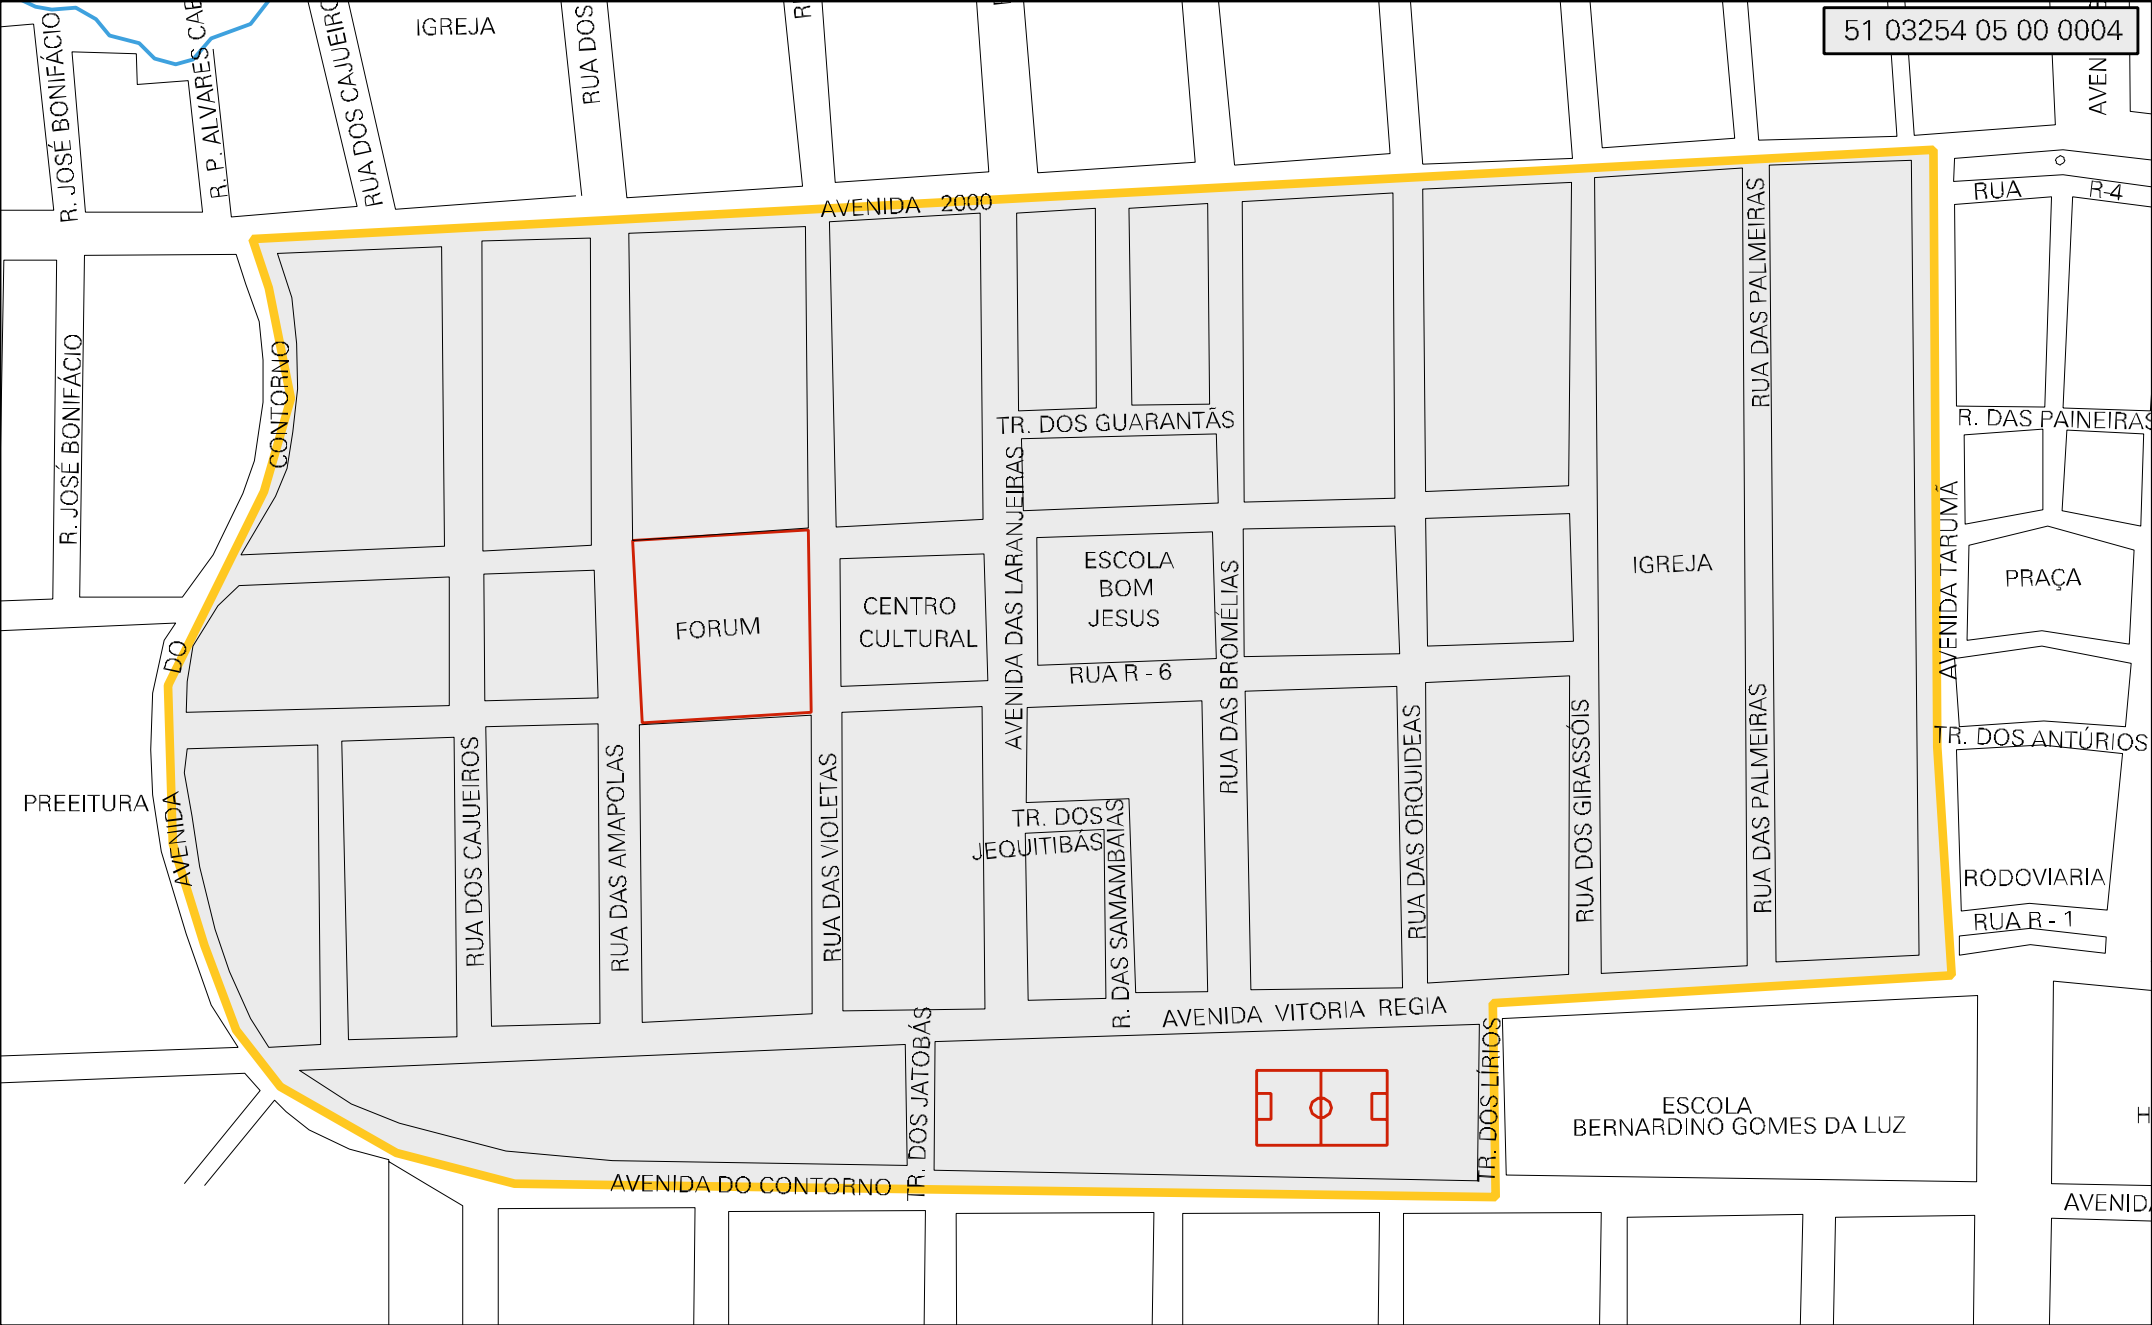 51 03254 05 00 0004
IGREJA
R. JOSÉ BONIFÁCIO
R. P. ALVARES
RUA DOS CAJUEIRO
RUA DOS
AVENIDA 2000
RUA
R-4
R. JOSÉ BONIFÁCIO
AVENIDA DO CONTORNO
RUA DAS PALMEIRAS
TR. DOS GUARANTÃS
R. DAS PAINEIRAS
AVENIDA DAS LARANJEIRAS
AVENIDA TARUMÃ
ESCOLA
BOM
JESUS
IGREJA
PRAÇA
FORUM
CENTRO
CULTURAL
RUA R - 6
RUA DAS BROMÉLIAS
TR. DOS ANTÚRIOS
PREEITURA
RUA DOS CAJUEIROS
RUA DAS AMAPOLAS
RUA DAS VIOLETAS
TR. DOS
JEQUITIBÁS
R. DAS SAMAMBAIAS
RUA DAS ORQUIDEAS
RUA DOS GIRASSÓIS
RUA DAS PALMEIRAS
RODOVIARIA
RUA R - 1
AVENIDA VITORIA REGIA
TR. DOS JATOBÁS
TR. DOS LÍRIOS
ESCOLA
BERNARDINO GOMES DA LUZ
AVENIDA DO CONTORNO